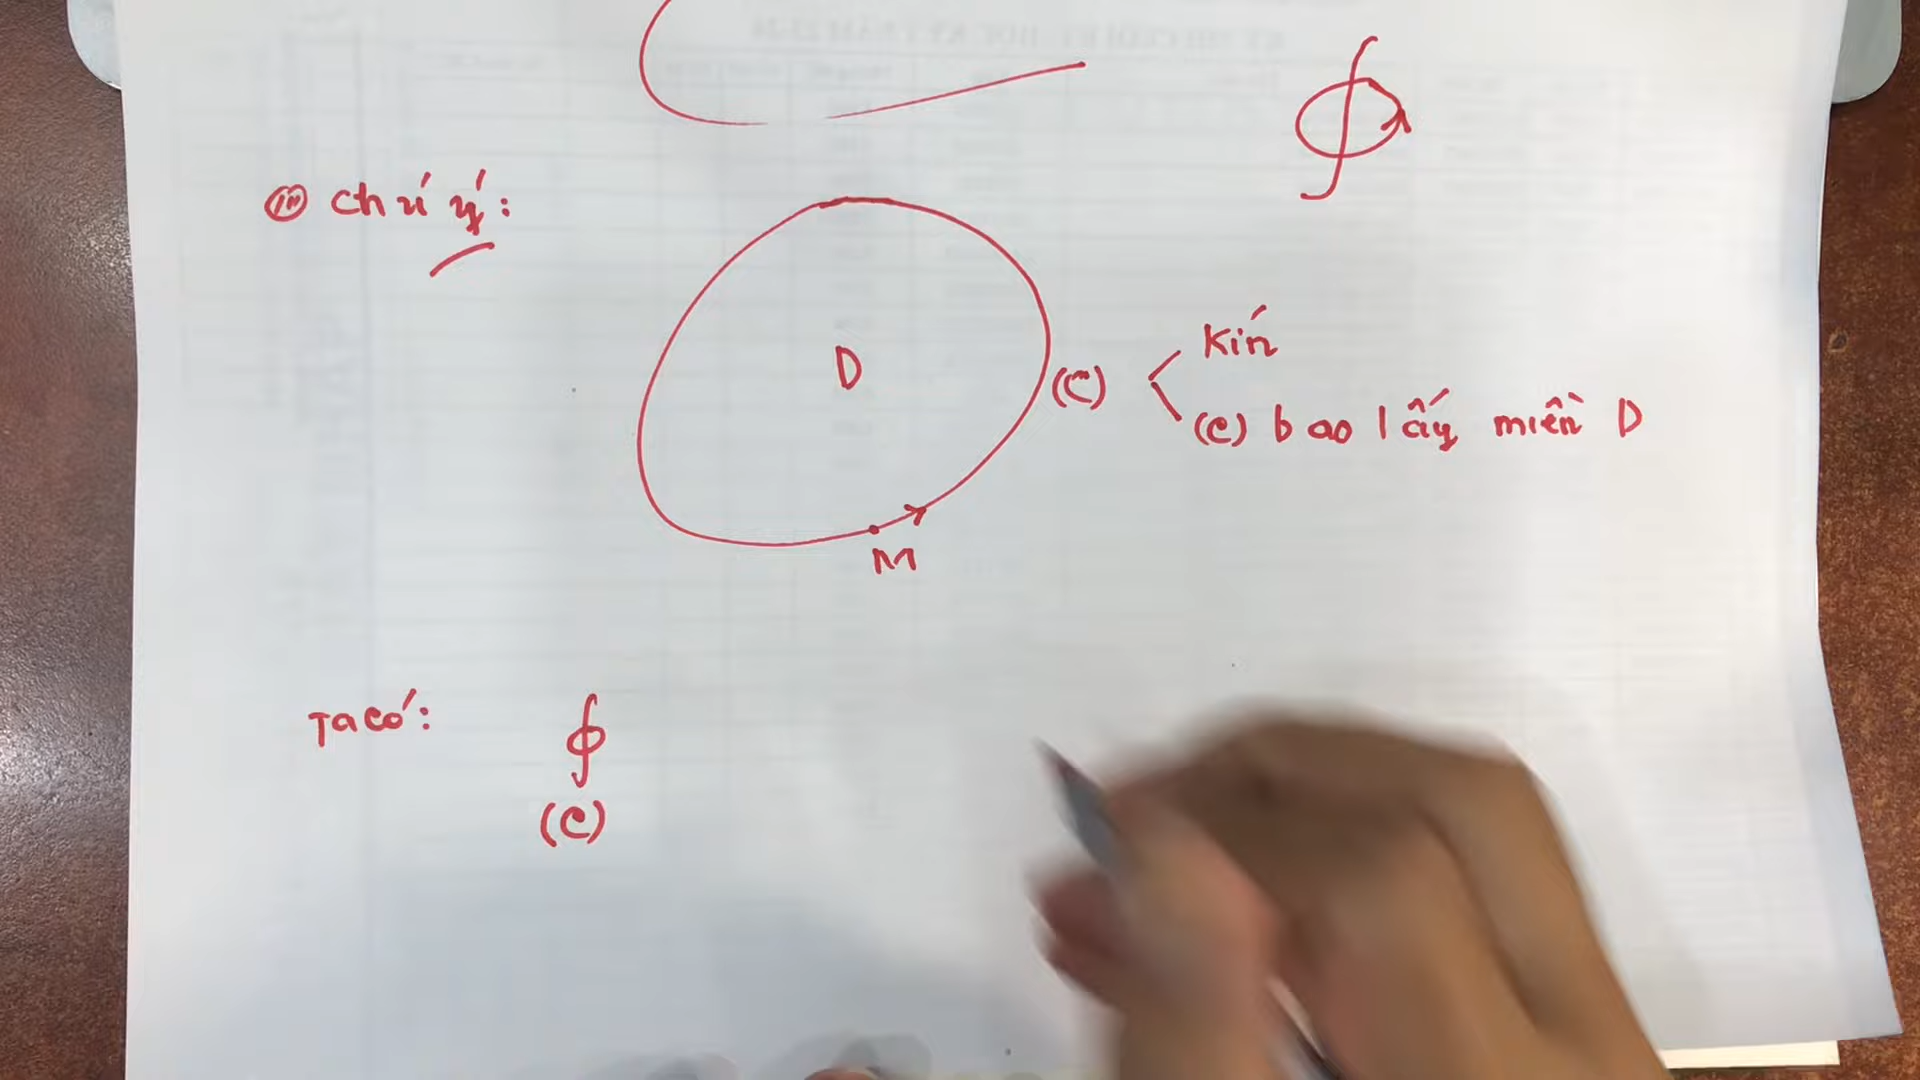 ∮
Chú ý:
D
Kín
(C)
(C) bao lấy miền D
M
Ta có: ∮
(C)